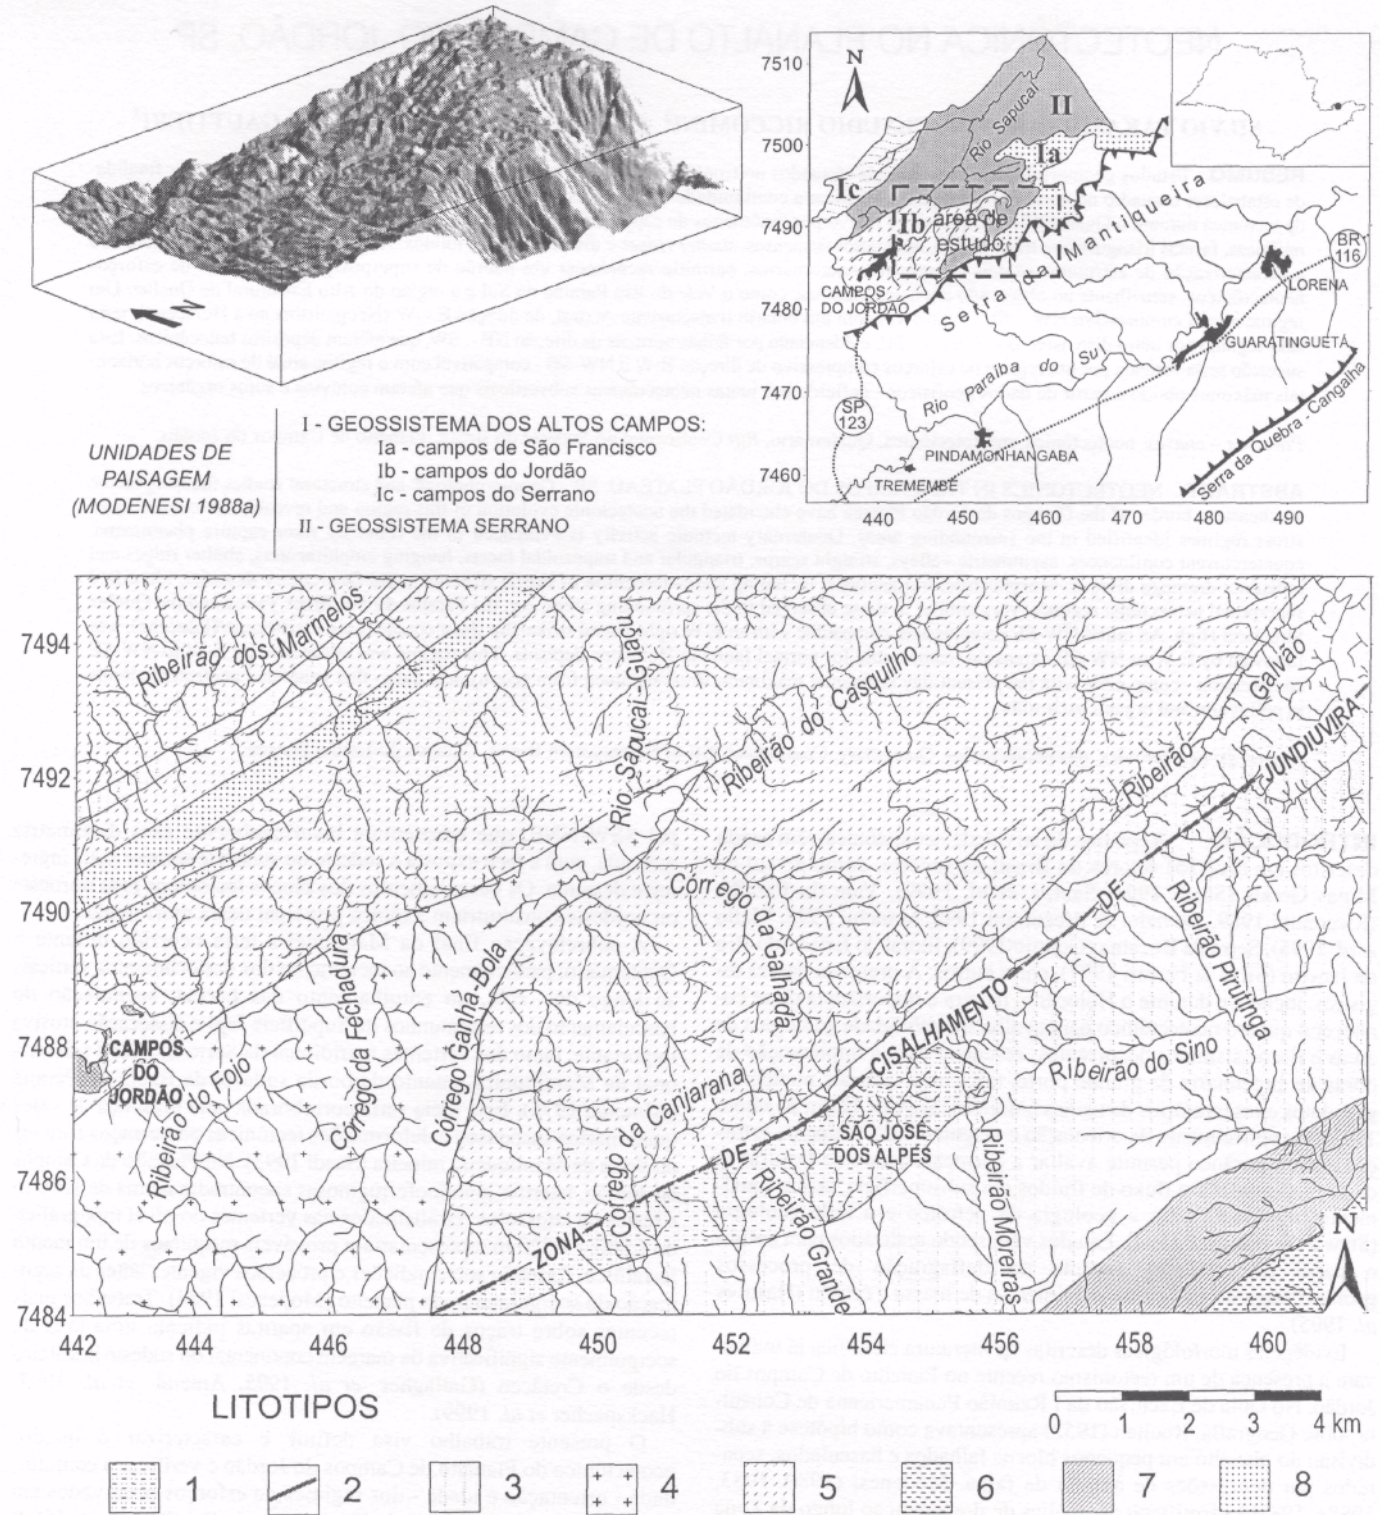 N
I - GEOSSISTEMA DOS ALTOS CAMPOS:
Ia - campos de São Francisco
Ib - campos do Jordão
Ic - campos do Serrano
II - GEOSSISTEMA SERRANO
UNIDADES DE
PAISAGEM
(MODENESI 1988a)
7510
7500
7490
7480
7470
7460
440
450
460
470
480
490
N
Rio Sapucaí
II
Ia
Ic
Ib
área de
estudo
Serra da Mantiqueira
CAMPOS
DO JORDÃO
BR
116
LORENA
GUARATINGUETÁ
Rio Paraíba do Sul
SP
123
PINDAMONHANGABA
TREMEMBÉ
Serra da Quebra-Cangalha
7494
7492
7490
7488
7486
7484
442
444
446
448
450
452
454
456
458
460
Ribeirão dos Marmelos
Rio Sapucaí-Guaçu
Ribeirão do Casquilho
Ribeirão Galvão
ZONA DE CISALHAMENTO DE JUNDIUVIRA
Córrego da Galhada
Ribeirão Pirutinga
Córrego da Fechadura
Córrego Ganha-Bola
CAMPOS
DO
JORDÃO
Ribeirão do Fojo
Córrego da Canjarana
Ribeirão do Sino
SÃO JOSÉ
DOS ALPES
Ribeirão Grande
Ribeirão Moreiras
N
0 1 2 3 4 km
LITOTIPOS
1
2
3
4
5
6
7
8